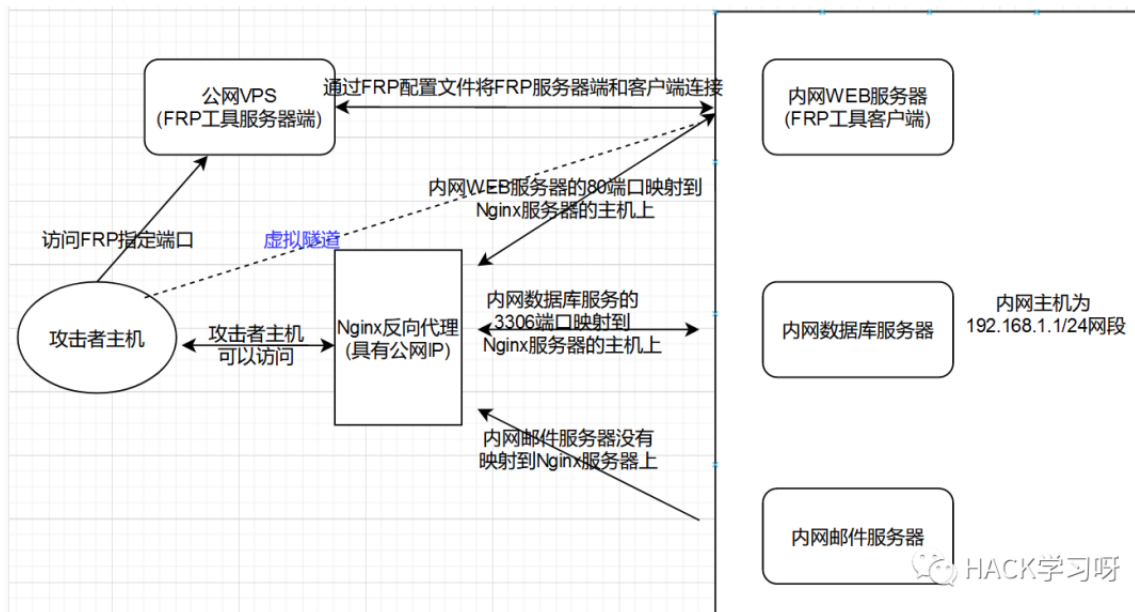 公网VPS
(FRP工具服务器端)
通过FRP配置文件将FRP服务器端和客户端连接
内网WEB服务器
(FRP工具客户端)
内网WEB服务器的80端口映射到
Nginx服务器的主机上
访问FRP指定端口
虚拟隧道
攻击者主机
攻击者主机
可以访问
Nginx反向代理
(具有公网IP)
内网数据库服务的
3306端口映射到
Nginx服务器的主机上
内网数据库服务器
内网主机为
192.168.1.1/24网段
内网邮件服务器没有
映射到Nginx服务器上
内网邮件服务器
HACK学习呀